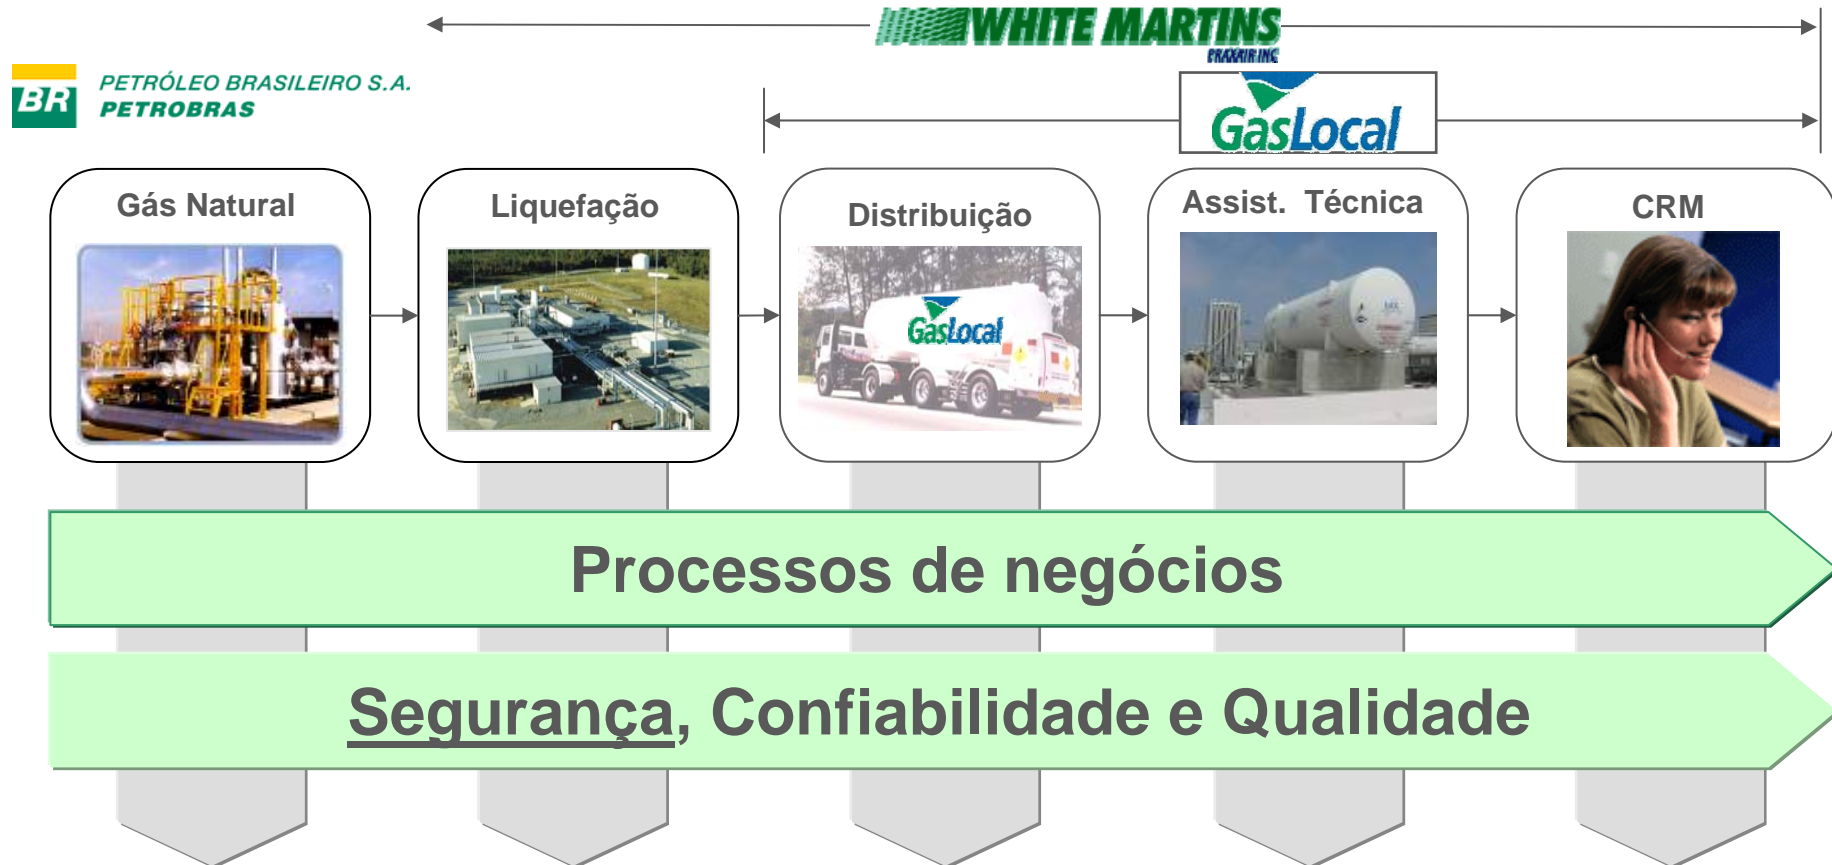 WHITE MARTINS
PRAXAIR INC
BR
PETRÓLEO BRASILEIRO S.A.
PETROBRAS
GasLocal
Gás Natural
Liquefação
Distribuição
Assist. Técnica
CRM
GasLocal
Processos de negócios
Segurança, Confiabilidade e Qualidade